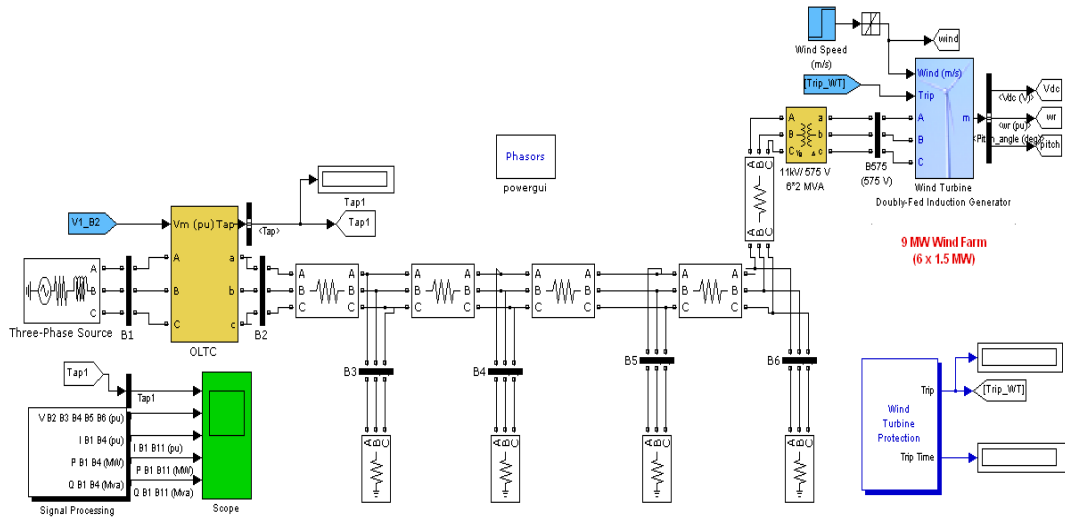 Wind Speed
(m/s)
wind
[Trip_WT]
Wind (m/s)
Trip
A
B
C
m
<Vdc (V)
<wr (pu)
<Pitch_angle (deg)
Vdc
wr
pitch
Wind Turbine
Doubly-Fed Induction Generator
9 MW Wind Farm
(6 x 1.5 MW)
A
B
C
a
b
c
11kV/ 575 V
6*2 MVA
B575
(575 V)
A B C
A B C
Phasors
powergui
Tap1
Tap1
<Tap>
V1_B2
Vm (pu)
Tap
A
B
C
a
b
c
OLTC
A
B
C
Three-Phase Source
B1
B2
A
B
C
A
B
C
A
B
C
A
B
C
A
B
C
A
B
C
A
B
C
A
B
C
B3
B4
B5
B6
A B C
A B C
A B C
A B C
Tap1
Tap1
V B2 B3 B4 B5 B6 (pu)
I B1 B4 (pu)
P B1 B4 (MW)
Q B1 B4 (Mva)
I B1 B11 (pu)
P B1 B11 (MW)
Q B1 B11 (Mva)
Signal Processing
Scope
Wind
Turbine
Protection
Trip
Trip Time
[Trip_WT]